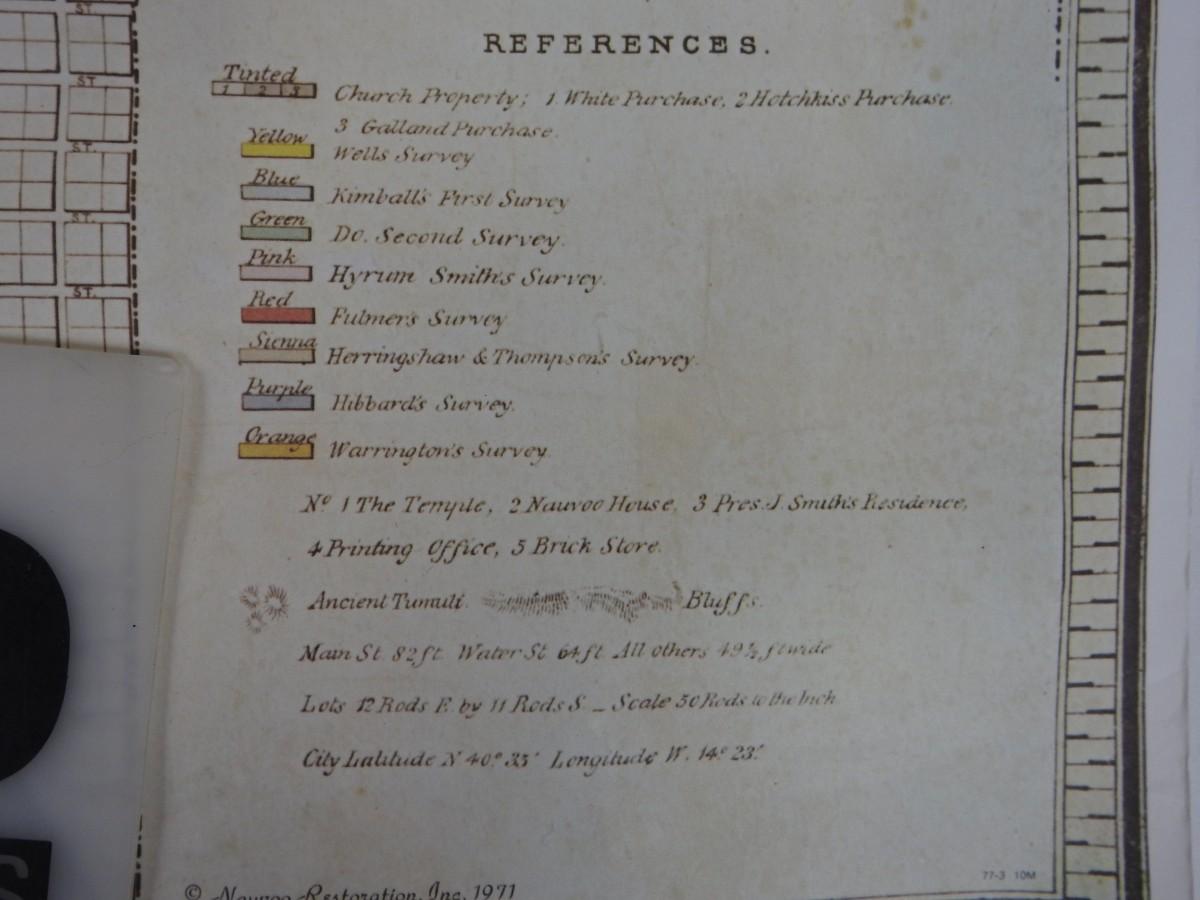 ST.
ST.
ST.
ST.
ST.
REFERENCES.
Tinted
1 2 3
Church Property; 1 White Purchase, 2 Hotchkiss Purchase.
3 Galland Purchase.
Yellow
Wells Survey
Blue
Kimball's First Survey
Green
Do. Second Survey.
Pink
Hyrum Smith's Survey.
Red
Fulmer's Survey
Sienna
Herringshaw & Thompson's Survey.
Purple
Hibbard's Survey.
Orange
Warrington's Survey
Nº 1 The Temple, 2 Nauvoo House, 3 Pres. J. Smith's Residence,
4 Printing Office, 5 Brick Store.
Ancient Tumuli. Bluffs.
Main St. 82 ft. Water St 64 ft. All others 49½ ft wide
Lots 12 Rods E. by 11 Rods S. _ Scale 50 Rods to the Inch
City Latitude N 40° 33' Longitude W. 14° 23'
© Nauvoo Restoration, Inc. 1971
77-3 10M